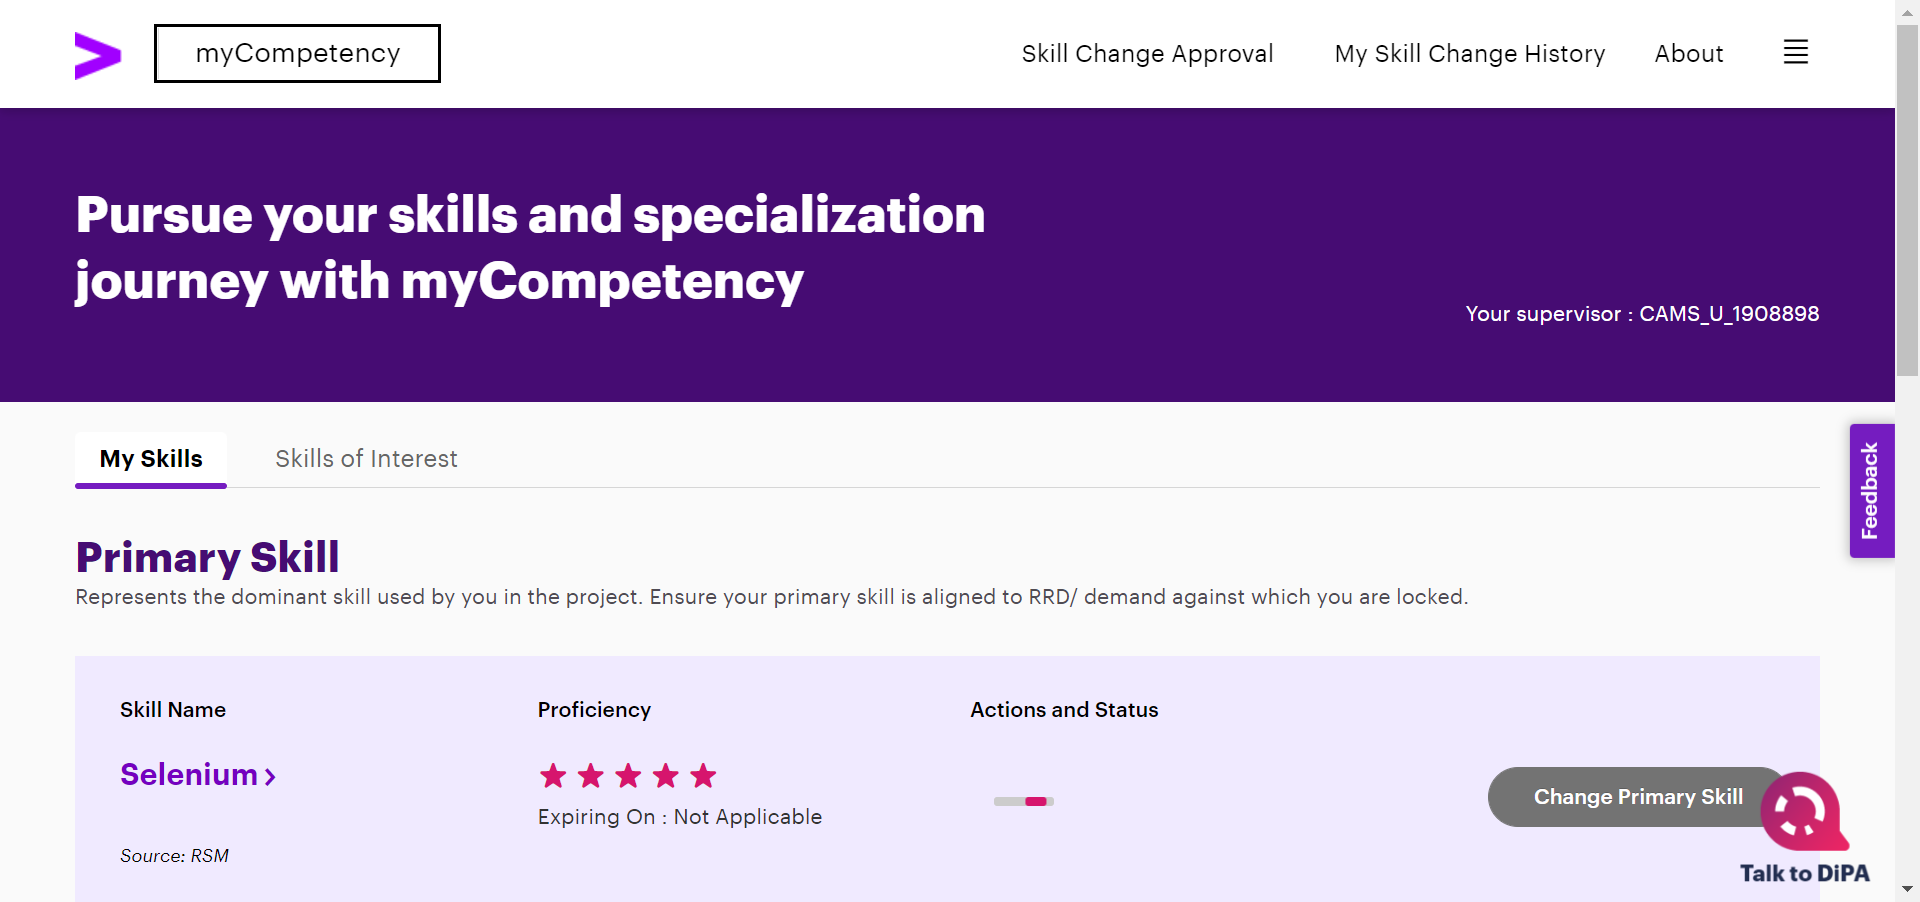 myCompetency
Skill Change Approval
My Skill Change History
About
Pursue your skills and specialization
journey with myCompetency
Your supervisor : CAMS_U_1908898
My Skills
Skills of Interest
Feedback
Primary Skill
Represents the dominant skill used by you in the project. Ensure your primary skill is aligned to RRD/ demand against which you are locked.
Skill Name
Proficiency
Actions and Status
Selenium
Expiring On : Not Applicable
Change Primary Skill
Source: RSM
Talk to DiPA